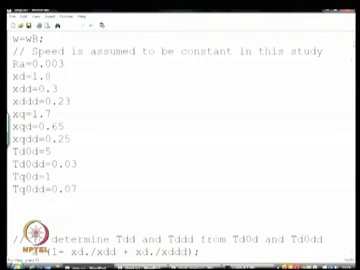 w=wB;
// Speed is assumed to be constant in this study
Ra=0.003
xd=1.8
xdd=0.3
xddd=0.23
xq=1.7
xqd=0.65
xqdd=0.25
Td0d=5
Td0dd=0.03
Tq0d=1
Tq0dd=0.07
// To determine Tdd and Tddd from Td0d and Td0dd
(1- xd./xdd + xd./xddd);
NPTEL